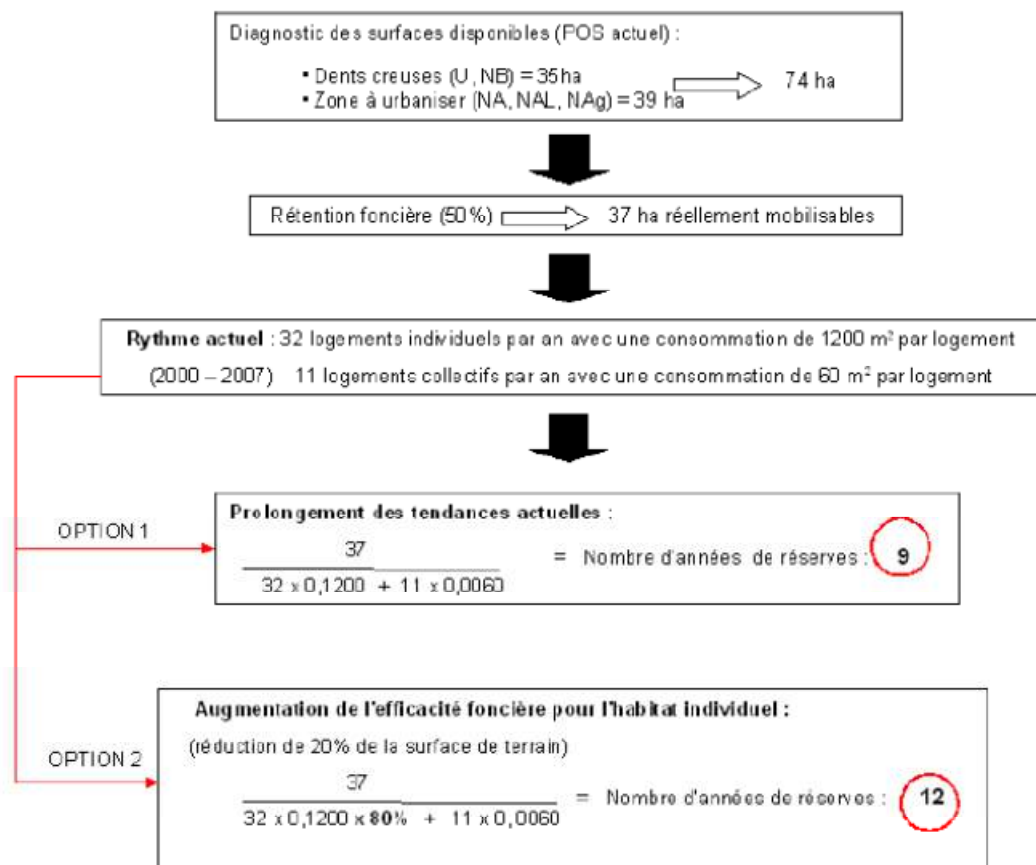 Diagnostic des surfaces disponibles (POS actuel) :
▪ Dents creuses (U, NB) = 35 ha
▪ Zone à urbaniser (NA, NAL, NAg) = 39 ha
74 ha
Rétention foncière (50%)
37 ha réellement mobilisables
Rythme actuel : 32 logements individuels par an avec une consommation de 1200 m² par logement
(2000 – 2007) 11 logements collectifs par an avec une consommation de 60 m² par logement
OPTION 1
Prolongement des tendances actuelles :
37
32 x 0,1200 + 11 x 0,0060
= Nombre d'années de réserves :
9
OPTION 2
Augmentation de l'efficacité foncière pour l'habitat individuel :
(réduction de 20% de la surface de terrain)
37
32 x 0,1200 x 80% + 11 x 0,0060
= Nombre d'années de réserves :
12